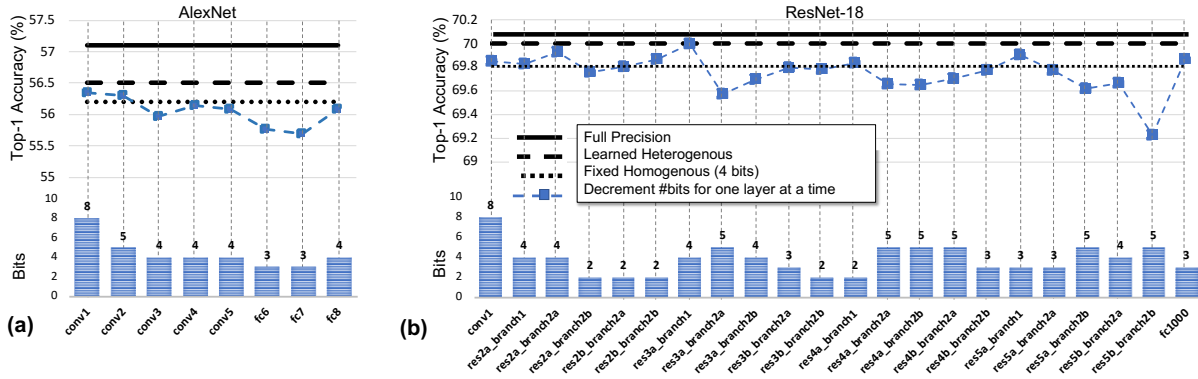 AlexNet
Top-1 Accuracy (%)
57.5
57
56.5
56
55.5
55
Bits
10
8
6
4
2
0
8
5
4
4
4
3
3
4
conv1
conv2
conv3
conv4
conv5
fc6
fc7
fc8
(a)
ResNet-18
Top-1 Accuracy (%)
70.2
70
69.8
69.6
69.4
69.2
69
Full Precision
Learned Heterogenous
Fixed Homogenous (4 bits)
Decrement #bits for one layer at a time
Bits
10
8
6
4
2
0
8
4
4
2
2
2
4
5
4
3
2
2
5
5
5
3
3
3
5
4
5
3
conv1
res2a_branch1
res2a_branch2a
res2a_branch2b
res2b_branch2a
res2b_branch2b
res3a_branch1
res3a_branch2a
res3a_branch2b
res3b_branch2a
res3b_branch2b
res4a_branch1
res4a_branch2a
res4a_branch2b
res4b_branch2a
res4b_branch2b
res5a_branch1
res5a_branch2a
res5a_branch2b
res5b_branch2a
res5b_branch2b
fc1000
(b)